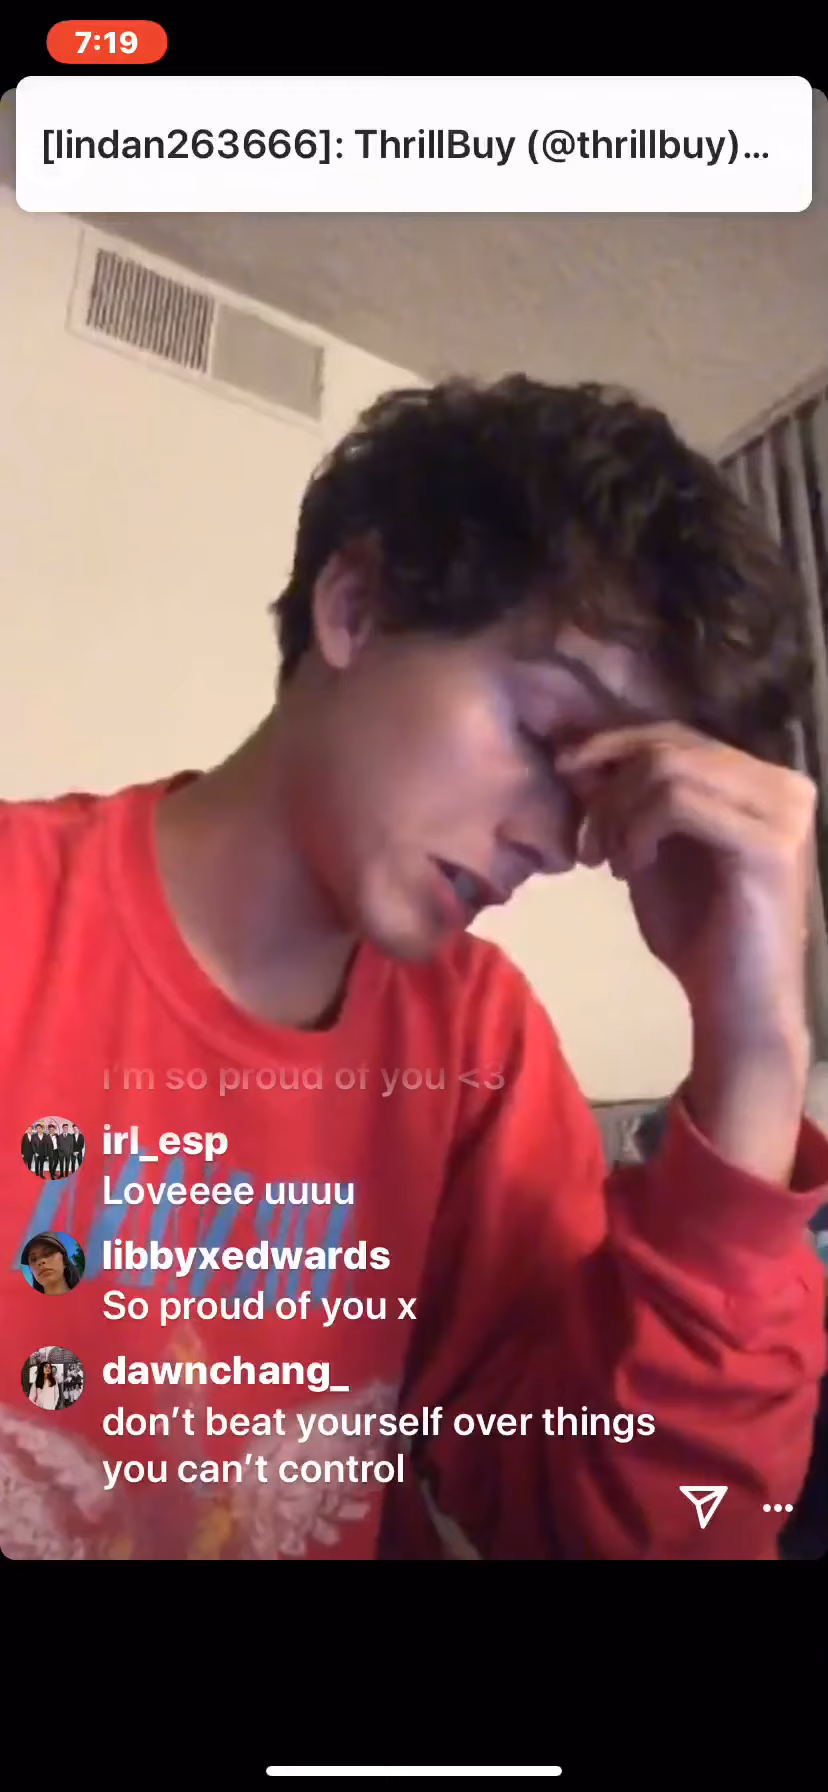 7:19
[lindan263666]: ThrillBuy (@thrillbuy)...
i'm so proud of you <3
irl_esp
Loveeee uuuu
libbyxedwards
So proud of you x
dawnchang_
don't beat yourself over things
you can't control